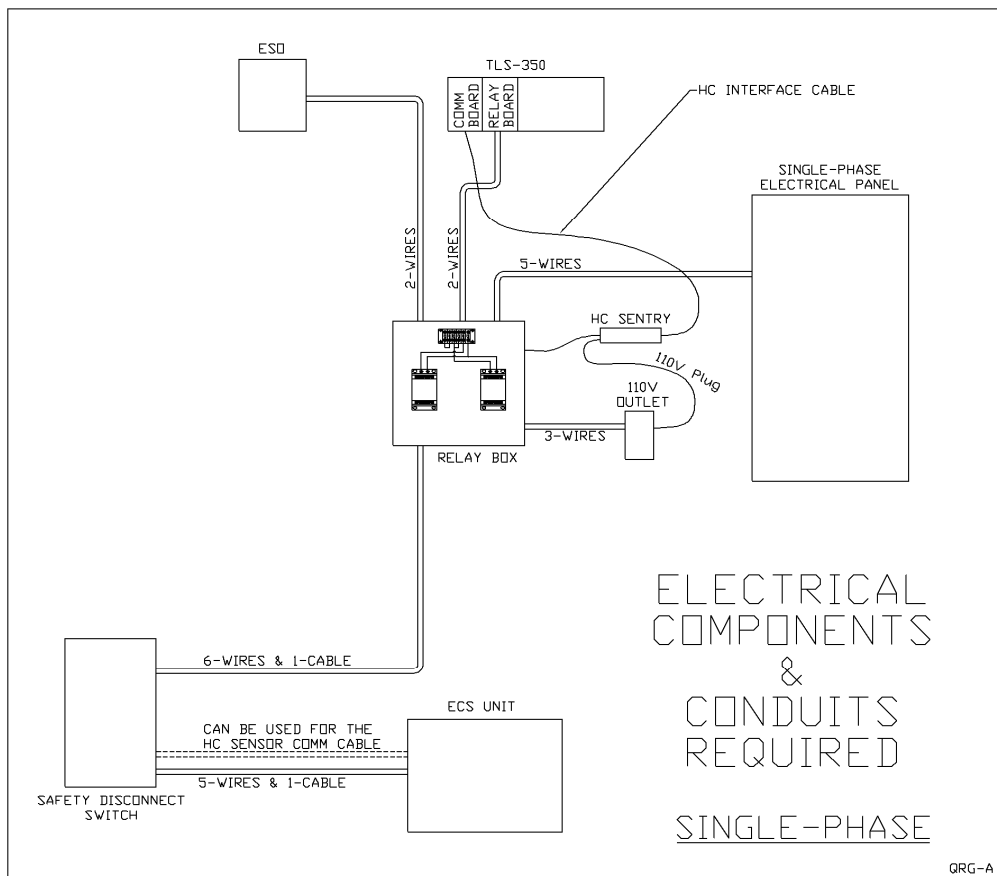 ESO
TLS-350
COMM
BOARD
RELAY
BOARD
HC INTERFACE CABLE
SINGLE-PHASE
ELECTRICAL PANEL
2-WIRES
2-WIRES
5-WIRES
HC SENTRY
110V Plug
110V
OUTLET
3-WIRES
RELAY BOX
ELECTRICAL
COMPONENTS
&
CONDUITS
REQUIRED
SINGLE-PHASE
6-WIRES & 1-CABLE
ECS UNIT
CAN BE USED FOR THE
HC SENSOR COMM CABLE
5-WIRES & 1-CABLE
SAFETY DISCONNECT
SWITCH
QRG-A